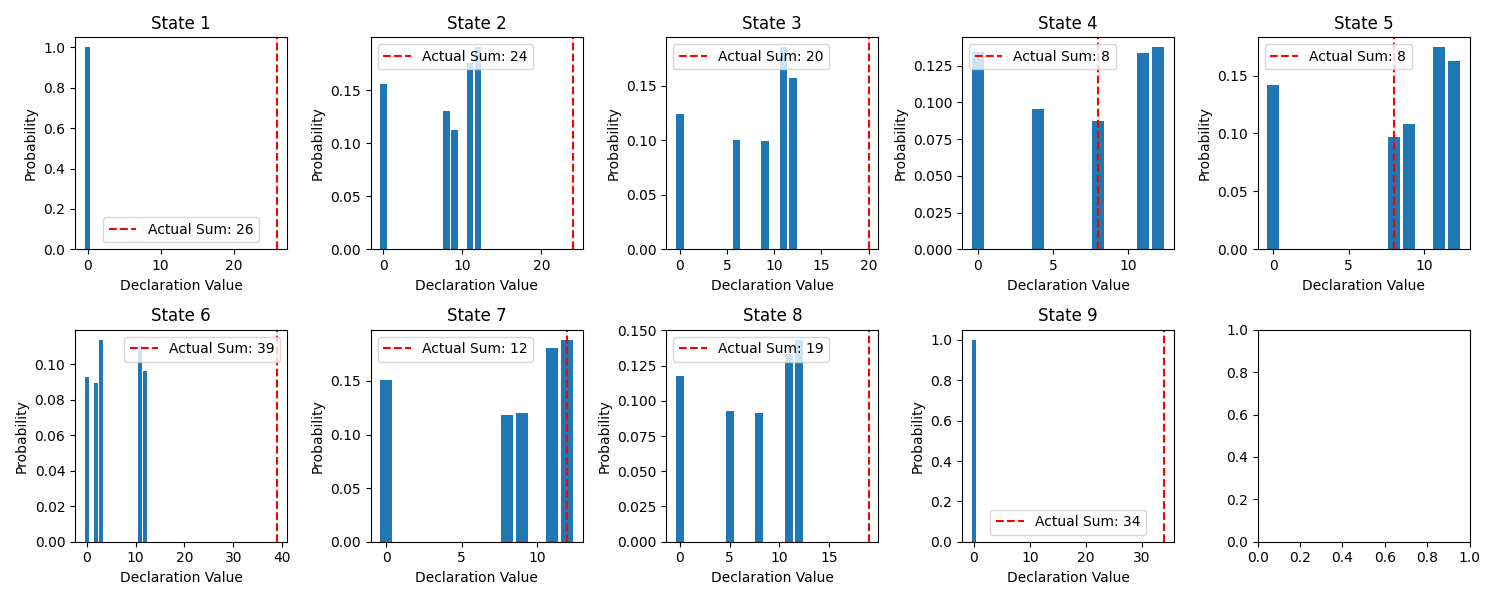 State 1
1.0
0.8
0.6
0.4
0.2
0.0
Probability
Actual Sum: 26
0 10 20
Declaration Value
State 2
0.15
0.10
0.05
0.00
Probability
Actual Sum: 24
0 10 20
Declaration Value
State 3
0.15
0.10
0.05
0.00
Probability
Actual Sum: 20
0 5 10 15 20
Declaration Value
State 4
0.125
0.100
0.075
0.050
0.025
0.000
Probability
Actual Sum: 8
0 5 10
Declaration Value
State 5
0.15
0.10
0.05
0.00
Probability
Actual Sum: 8
0 5 10
Declaration Value
State 6
0.10
0.08
0.06
0.04
0.02
0.00
Probability
Actual Sum: 39
0 10 20 30 40
Declaration Value
State 7
0.15
0.10
0.05
0.00
Probability
Actual Sum: 12
0 5 10
Declaration Value
State 8
0.150
0.125
0.100
0.075
0.050
0.025
0.000
Probability
Actual Sum: 19
0 5 10 15
Declaration Value
State 9
1.0
0.8
0.6
0.4
0.2
0.0
Probability
Actual Sum: 34
0 10 20 30
Declaration Value
1.0
0.8
0.6
0.4
0.2
0.0
0.0 0.2 0.4 0.6 0.8 1.0